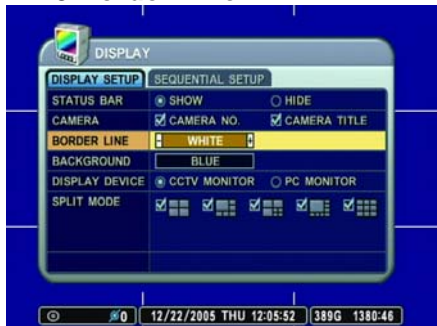 DISPLAY
DISPLAY SETUP SEQUENTIAL SETUP
STATUS BAR SHOW HIDE
CAMERA CAMERA NO. CAMERA TITLE
BORDER LINE WHITE
BACKGROUND BLUE
DISPLAY DEVICE CCTV MONITOR PC MONITOR
SPLIT MODE
0 12/22/2005 THU 12:05:52 389G 1380:46